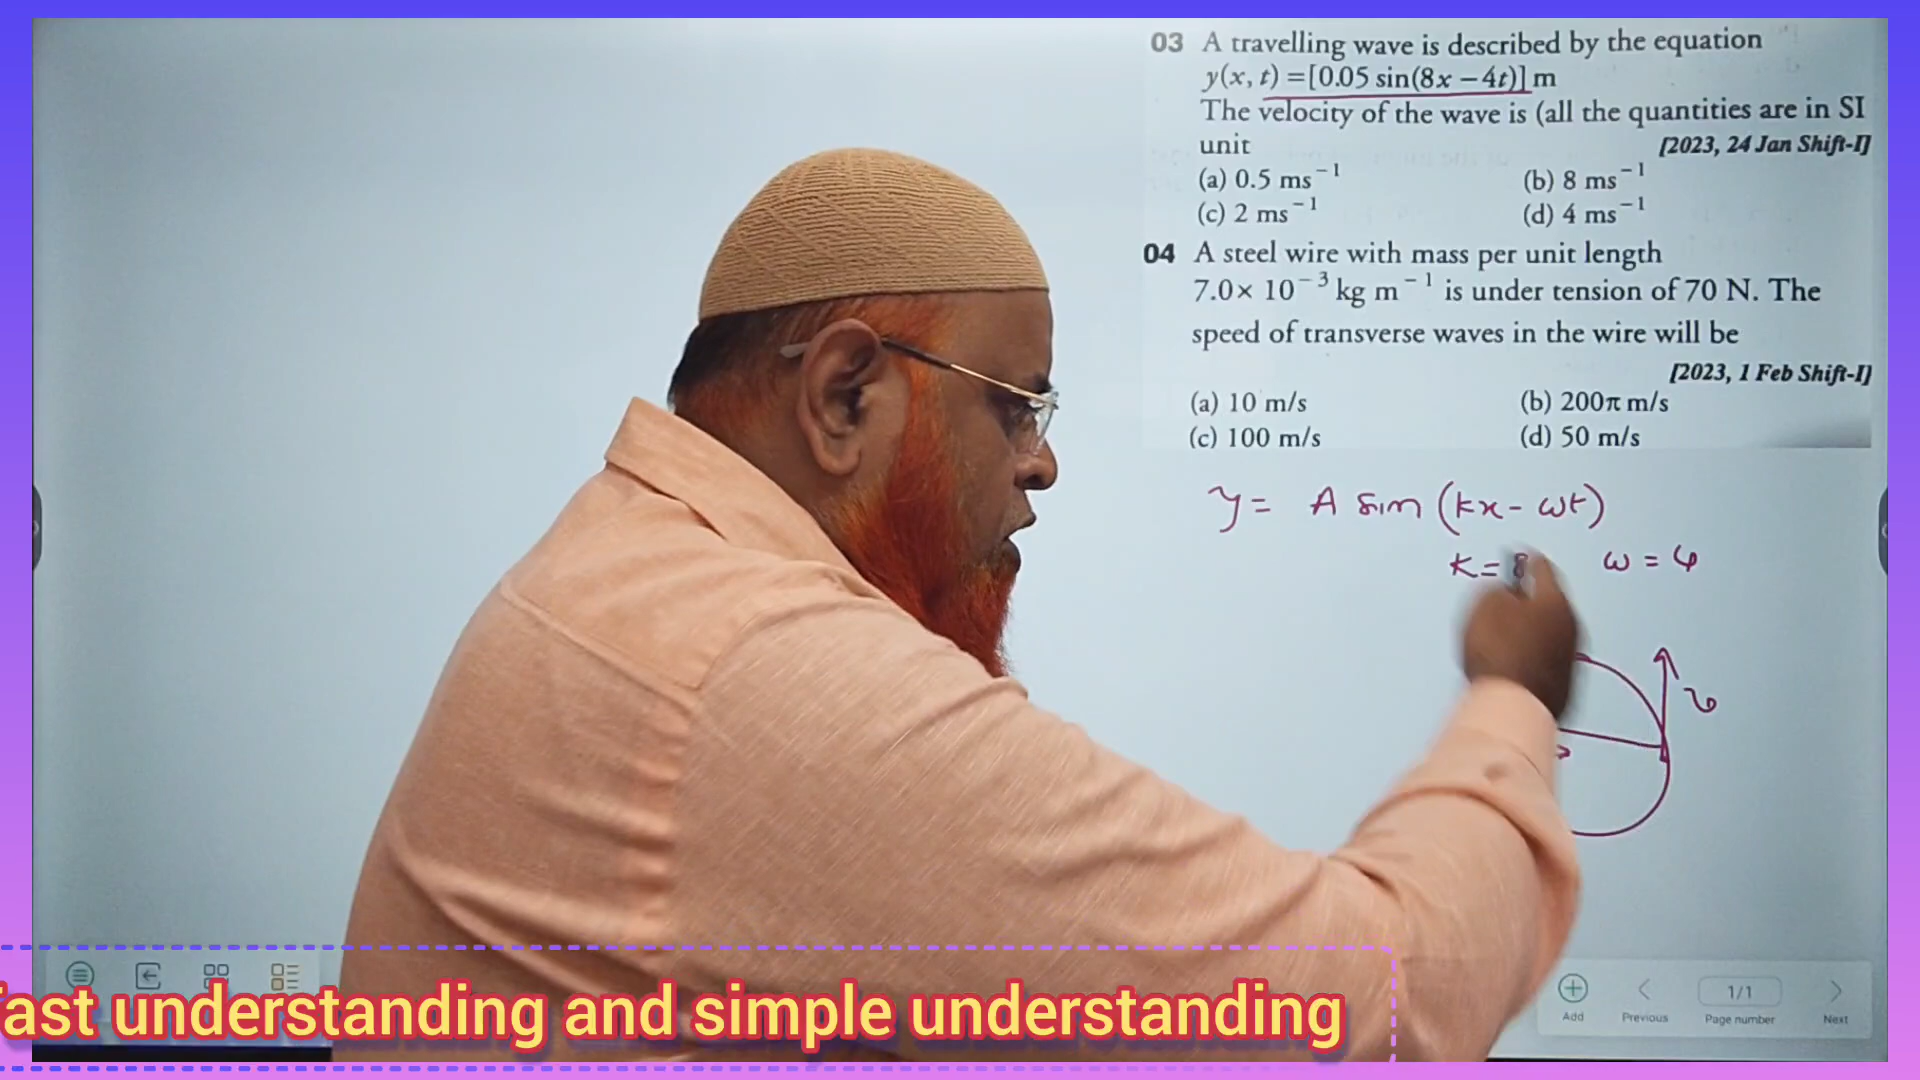 03 A travelling wave is described by the equation
y(x, t) =[0.05 sin(8x – 4t)] m
The velocity of the wave is (all the quantities are in SI
unit [2023, 24 Jan Shift-I]
(a) 0.5 ms⁻¹ (b) 8 ms⁻¹
(c) 2 ms⁻¹ (d) 4 ms⁻¹
04 A steel wire with mass per unit length
7.0× 10⁻³ kg m⁻¹ is under tension of 70 N. The
speed of transverse waves in the wire will be
[2023, 1 Feb Shift-I]
(a) 10 m/s (b) 200π m/s
(c) 100 m/s (d) 50 m/s
y = A sin (kx - ωt)
k = 8 ω = 4
v
fast understanding and simple understanding
Add Previous 1/1 Page number Next